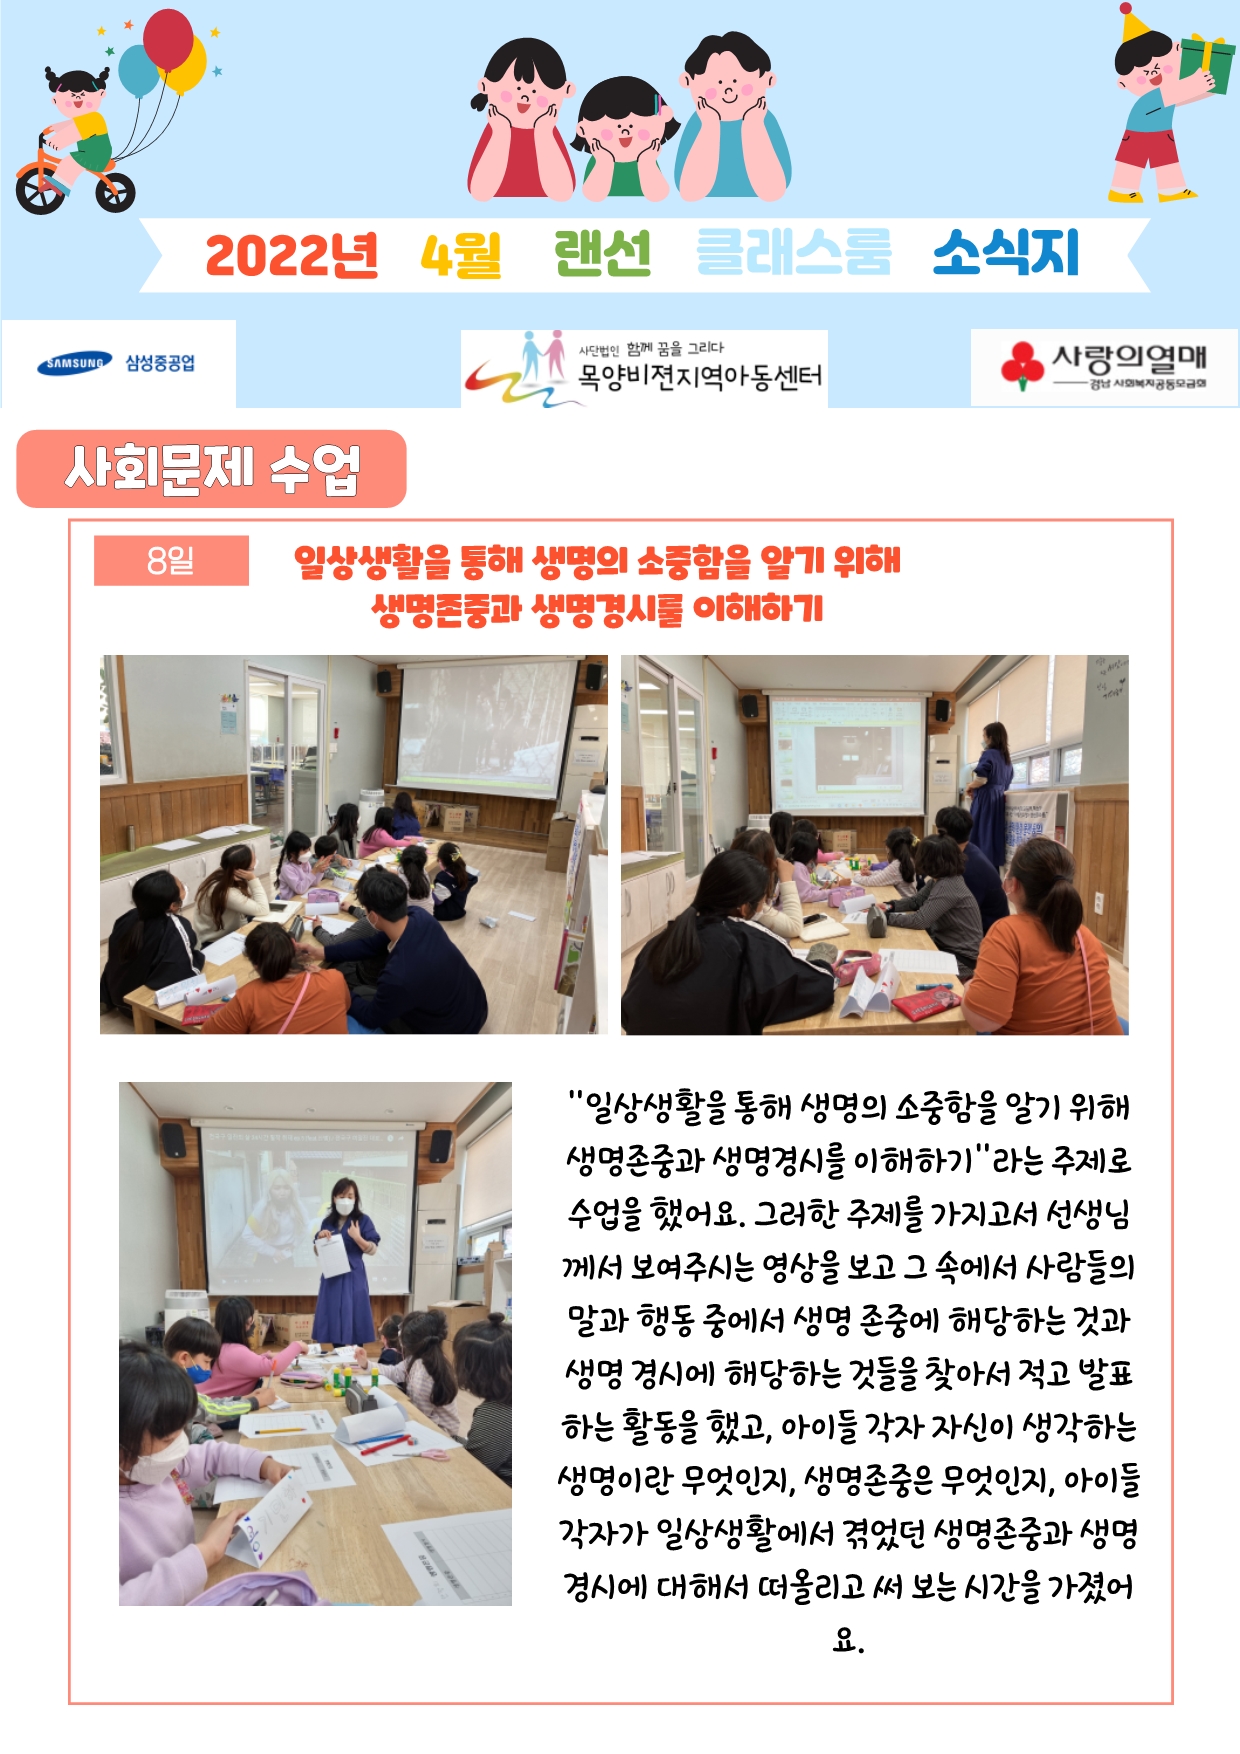 2022년 4월 랜선 클래스룸 소식지
SAMSUNG 삼성중공업
사단법인 함께 꿈을 그리다
목양비젼지역아동센터
사랑의열매
경남 사회복지공동모금회
사회문제 수업
8일
일상생활을 통해 생명의 소중함을 알기 위해
생명존중과 생명경시를 이해하기
"일상생활을 통해 생명의 소중함을 알기 위해
생명존중과 생명경시를 이해하기"라는 주제로
수업을 했어요. 그러한 주제를 가지고서 선생님
께서 보여주시는 영상을 보고 그 속에서 사람들의
말과 행동 중에서 생명 존중에 해당하는 것과
생명 경시에 해당하는 것들을 찾아서 적고 발표
하는 활동을 했고, 아이들 각자 자신이 생각하는
생명이란 무엇인지, 생명존중은 무엇인지, 아이들
각자가 일상생활에서 겪었던 생명존중과 생명
경시에 대해서 떠올리고 써 보는 시간을 가졌어
요.